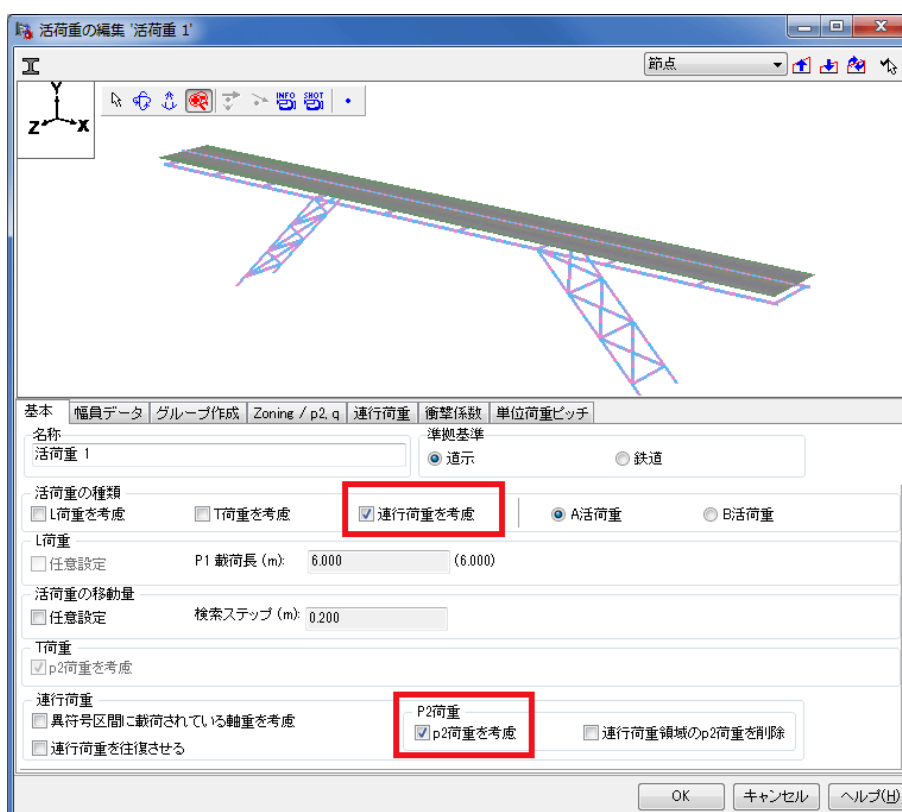 活荷重の編集 '活荷重 1'
節点
Y
Z X
INFO SHOT
基本 幅員データ グループ作成 Zoning / p2, q 連行荷重 衝撃係数 単位荷重ピッチ
名称 準拠基準
活荷重 1 道示 鉄道
活荷重の種類
L荷重を考慮 T荷重を考慮 連行荷重を考慮 A活荷重 B活荷重
L荷重
任意設定 P1 載荷長 (m): 6.000 (6.000)
活荷重の移動量
任意設定 検索ステップ (m): 0.200
T荷重
p2荷重を考慮
連行荷重 P2荷重
異符号区間に載荷されている軸重を考慮 p2荷重を考慮 連行荷重領域のp2荷重を削除
連行荷重を往復させる
OK キャンセル ヘルプ(H)